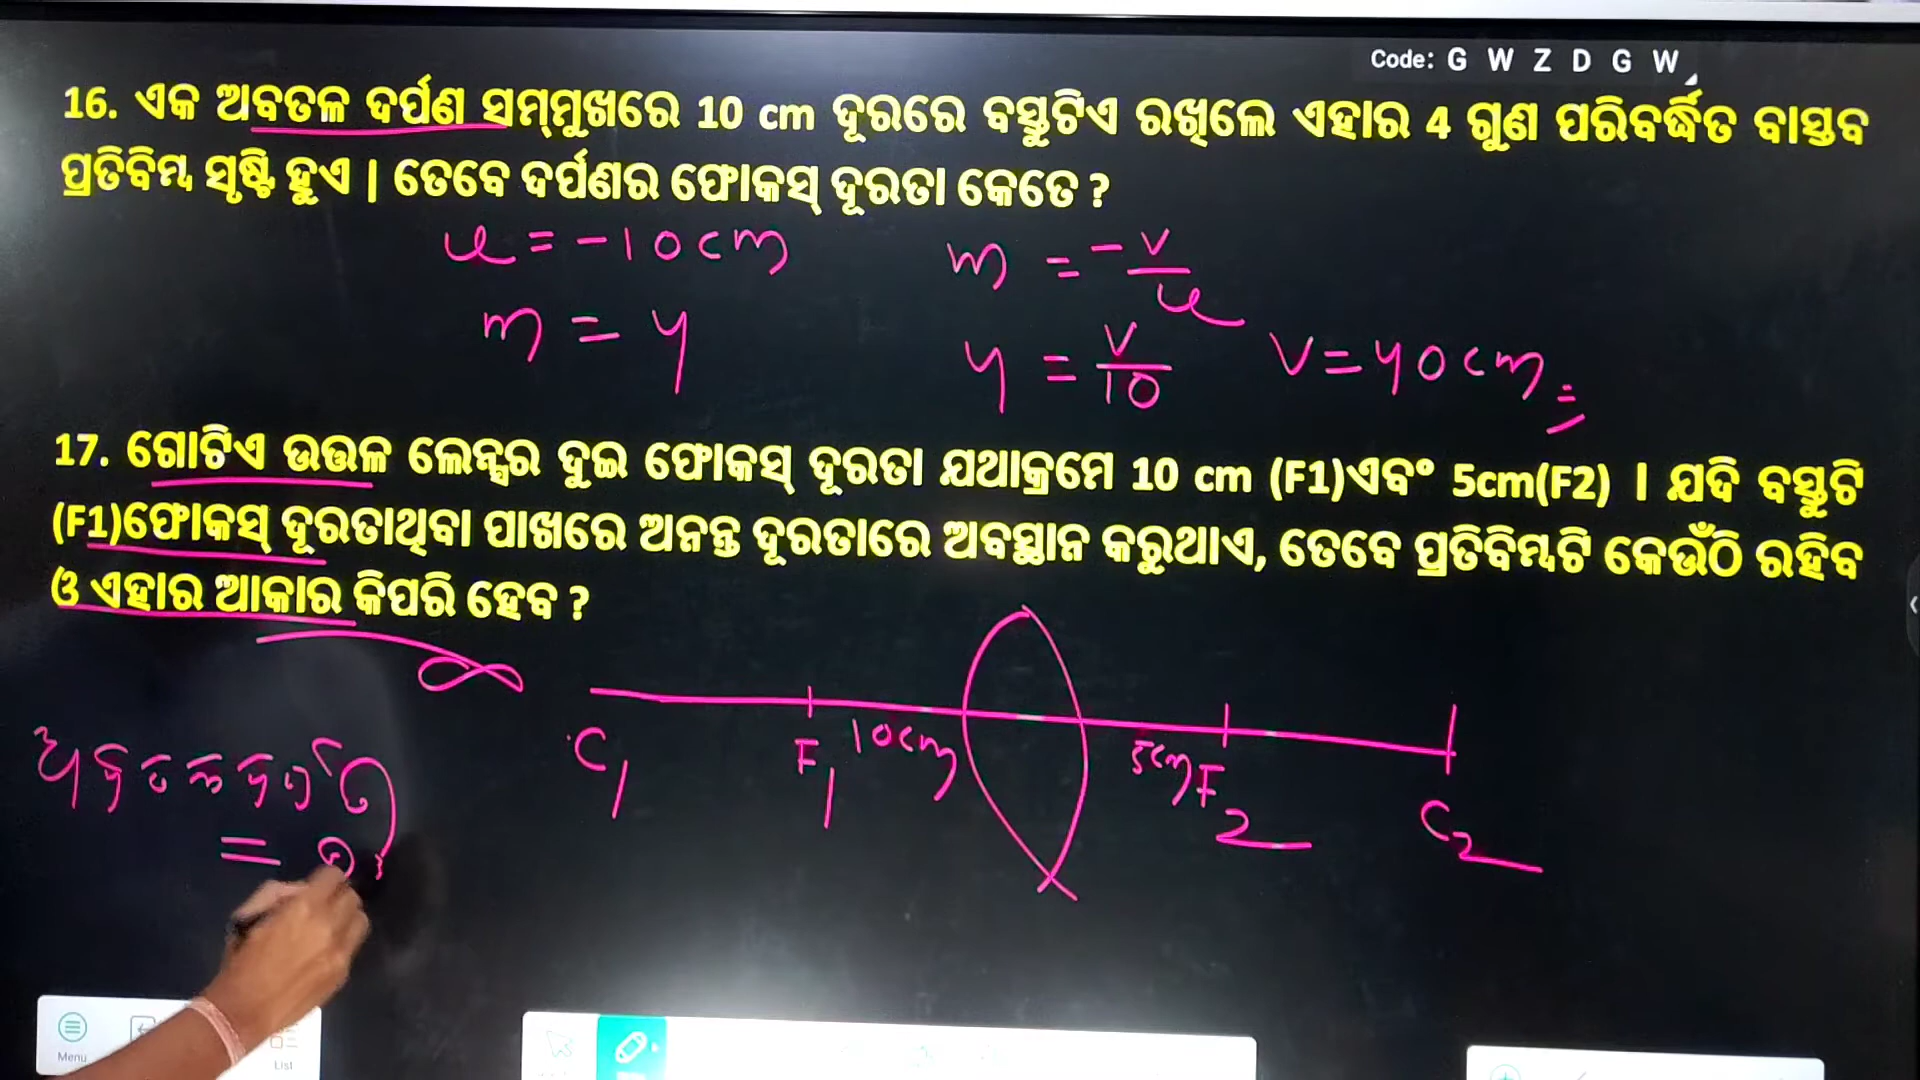 Code: G W Z D G W
16. ଏକ ଅବତଳ ଦର୍ପଣ ସମ୍ମୁଖରେ 10 cm ଦୂରରେ ବସ୍ତୁଟିଏ ରଖିଲେ ଏହାର 4 ଗୁଣ ପରିବର୍ଦ୍ଧିତ ବାସ୍ତବ
ପ୍ରତିବିମ୍ବ ସୃଷ୍ଟି ହୁଏ | ତେବେ ଦର୍ପଣର ଫୋକସ୍ ଦୂରତା କେତେ ?
u = -10cm
m = -v/u
m = 4
4 = v/10
v = 40cm
17. ଗୋଟିଏ ଉତ୍ତଳ ଲେନ୍ସର ଦୁଇ ଫୋକସ୍ ଦୂରତା ଯଥାକ୍ରମେ 10 cm (F1)ଏବଂ 5cm(F2) । ଯଦି ବସ୍ତୁଟି
(F1)ଫୋକସ୍ ଦୂରତାଥିବା ପାଖରେ ଅନନ୍ତ ଦୂରତାରେ ଅବସ୍ଥାନ କରୁଥାଏ, ତେବେ ପ୍ରତିବିମ୍ବଟି କେଉଁଠି ରହିବ
ଓ ଏହାର ଆକାର କିପରି ହେବ ?
∞
C1 F1 10cm 5cm F2 C2
=
Menu
List